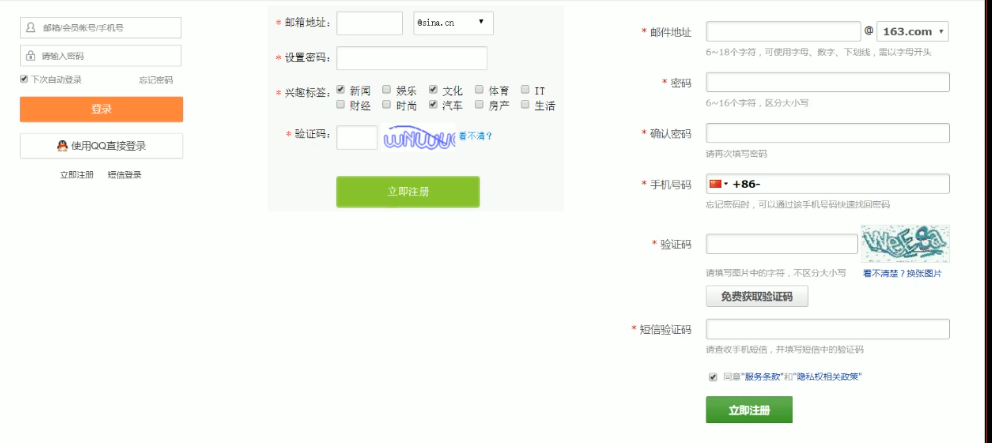 邮箱/会员帐号/手机号
请输入密码
下次自动登录 忘记密码
登录
使用QQ直接登录
立即注册 短信登录
* 邮箱地址： @sina.cn
* 设置密码：
* 兴趣标签： 新闻 娱乐 文化 体育 IT
财经 时尚 汽车 房产 生活
* 验证码： 看不清？
立即注册
* 邮件地址 @ 163.com
6~18个字符，可使用字母、数字、下划线，需以字母开头
* 密码
6~16个字符，区分大小写
* 确认密码
请再次填写密码
* 手机号码 +86-
忘记密码时，可以通过该手机号码快速找回密码
* 验证码
请填写图片中的字符，不区分大小写 看不清楚？换张图片
免费获取验证码
* 短信验证码
请查收手机短信，并填写短信中的验证码
同意"服务条款"和"隐私权相关政策"
立即注册